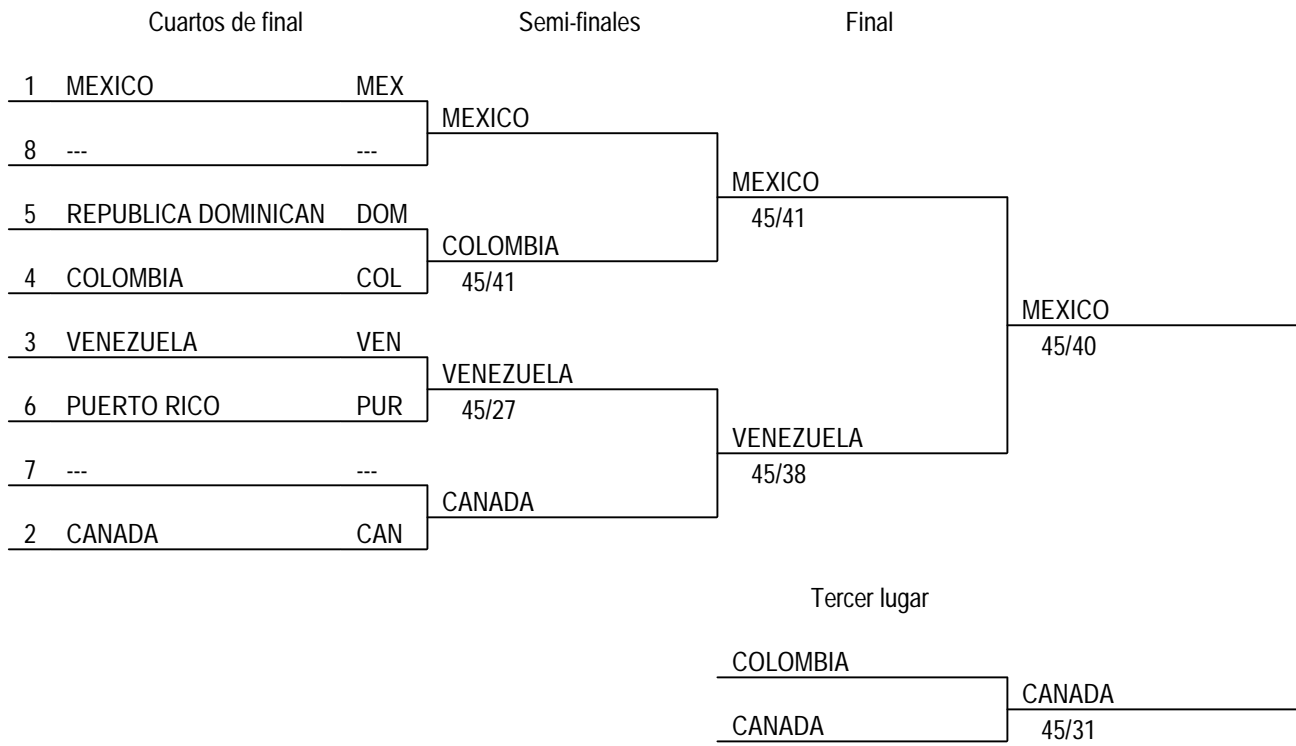 Cuartos de final Semi-finales Final
1 MEXICO MEX
MEXICO
8 --- ---
MEXICO
5 REPUBLICA DOMINICAN DOM
45/41
COLOMBIA
4 COLOMBIA COL
45/41
MEXICO
3 VENEZUELA VEN
45/40
VENEZUELA
6 PUERTO RICO PUR
45/27
VENEZUELA
7 --- ---
45/38
CANADA
2 CANADA CAN
Tercer lugar
COLOMBIA
CANADA
CANADA
45/31